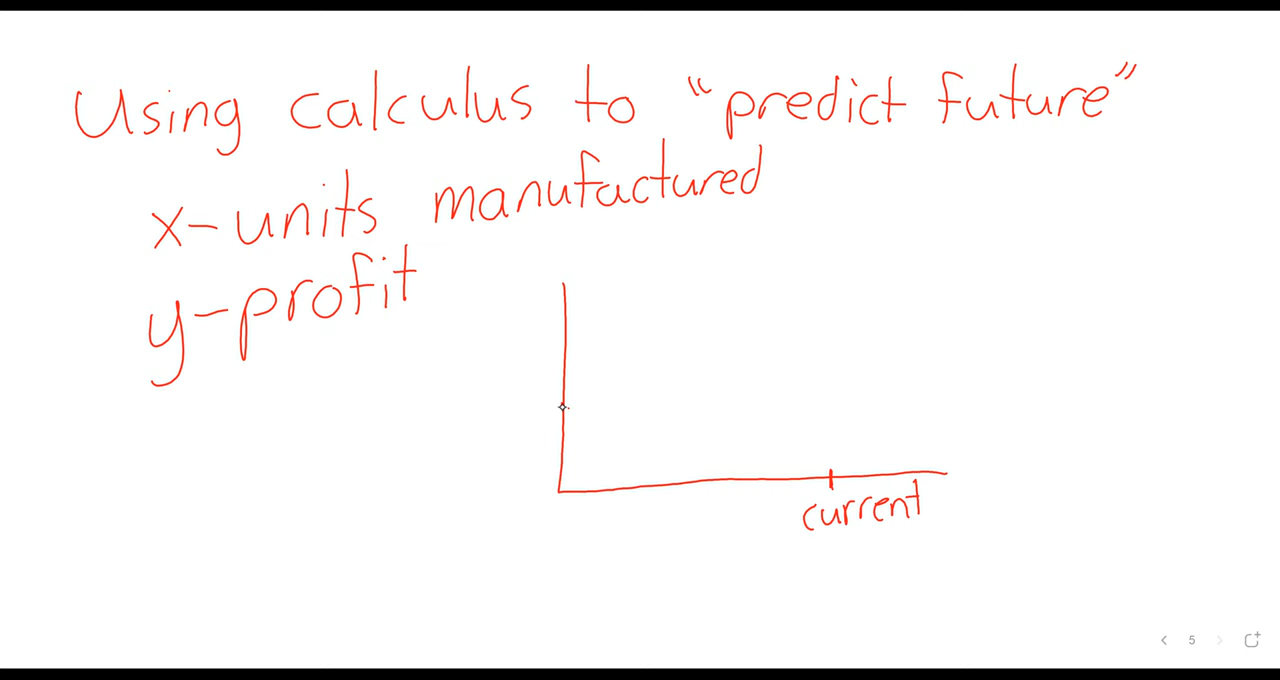 Using calculus to “predict future”
x-units manufactured
y-profit
current
5